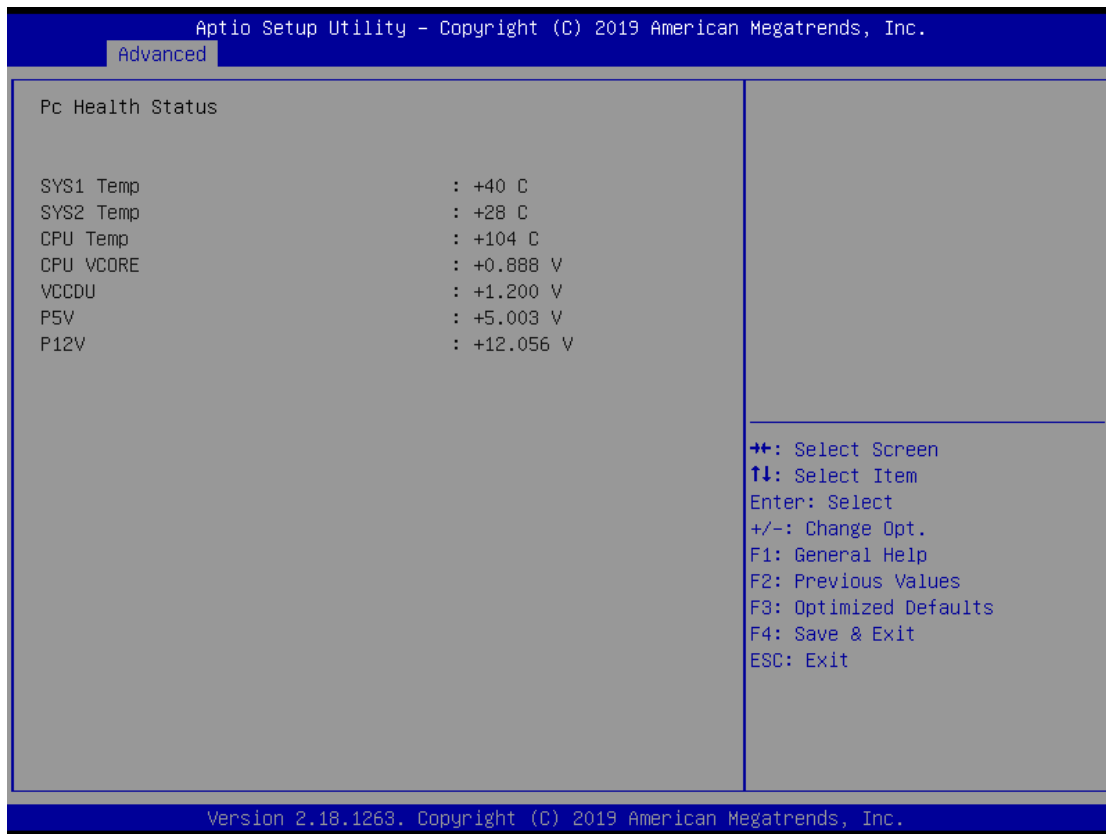 Aptio Setup Utility – Copyright (C) 2019 American Megatrends, Inc.
Advanced
Pc Health Status
SYS1 Temp : +40 C
SYS2 Temp : +28 C
CPU Temp : +104 C
CPU VCORE : +0.888 V
VCCDU : +1.200 V
P5V : +5.003 V
P12V : +12.056 V
→←: Select Screen
↑↓: Select Item
Enter: Select
+/-: Change Opt.
F1: General Help
F2: Previous Values
F3: Optimized Defaults
F4: Save & Exit
ESC: Exit
Version 2.18.1263. Copyright (C) 2019 American Megatrends, Inc.